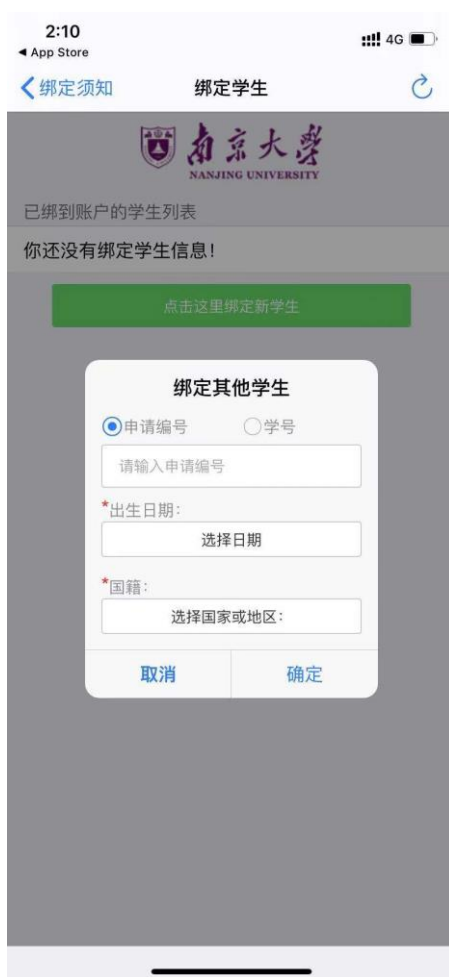 2:10
4G
◀ App Store
绑定须知
绑定学生
南京大學
NANJING UNIVERSITY
已绑到账户的学生列表
你还没有绑定学生信息!
点击这里绑定新学生
绑定其他学生
申请编号
学号
请输入申请编号
*出生日期:
选择日期
*国籍:
选择国家或地区:
取消
确定